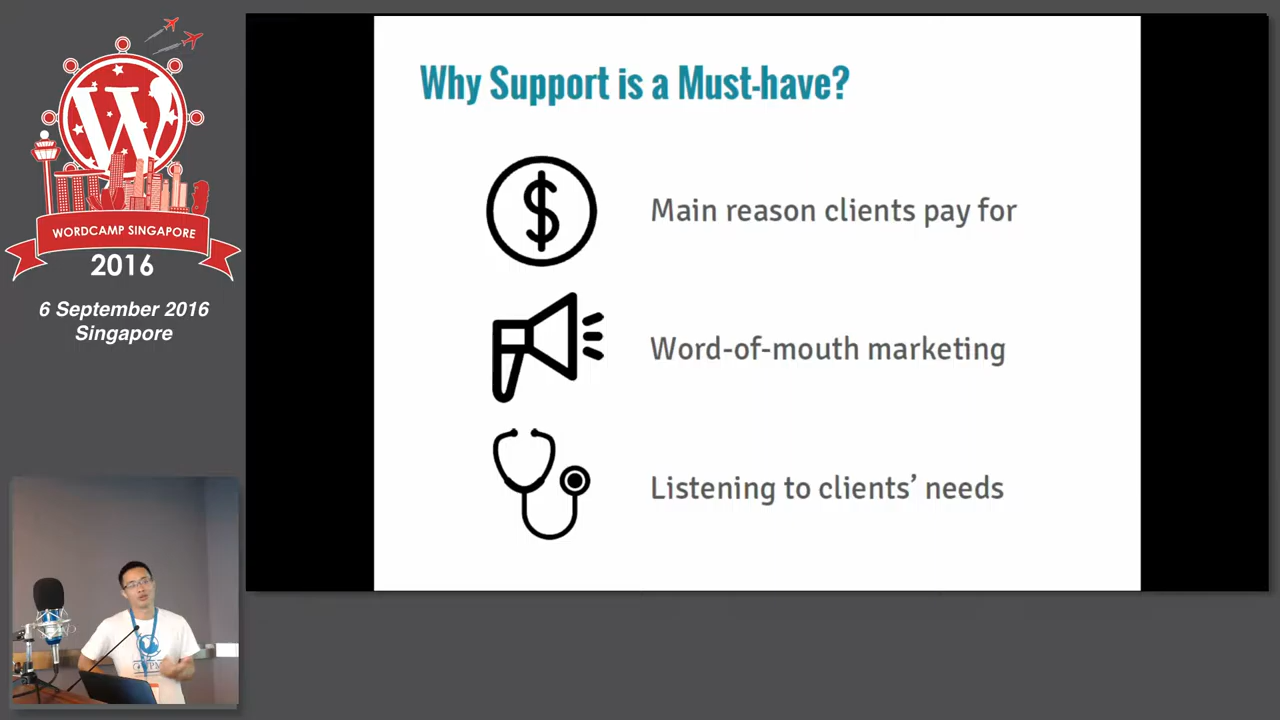 W
WORDCAMP SINGAPORE
2016
6 September 2016
Singapore
Why Support is a Must-have?
$
Main reason clients pay for
Word-of-mouth marketing
Listening to clients’ needs